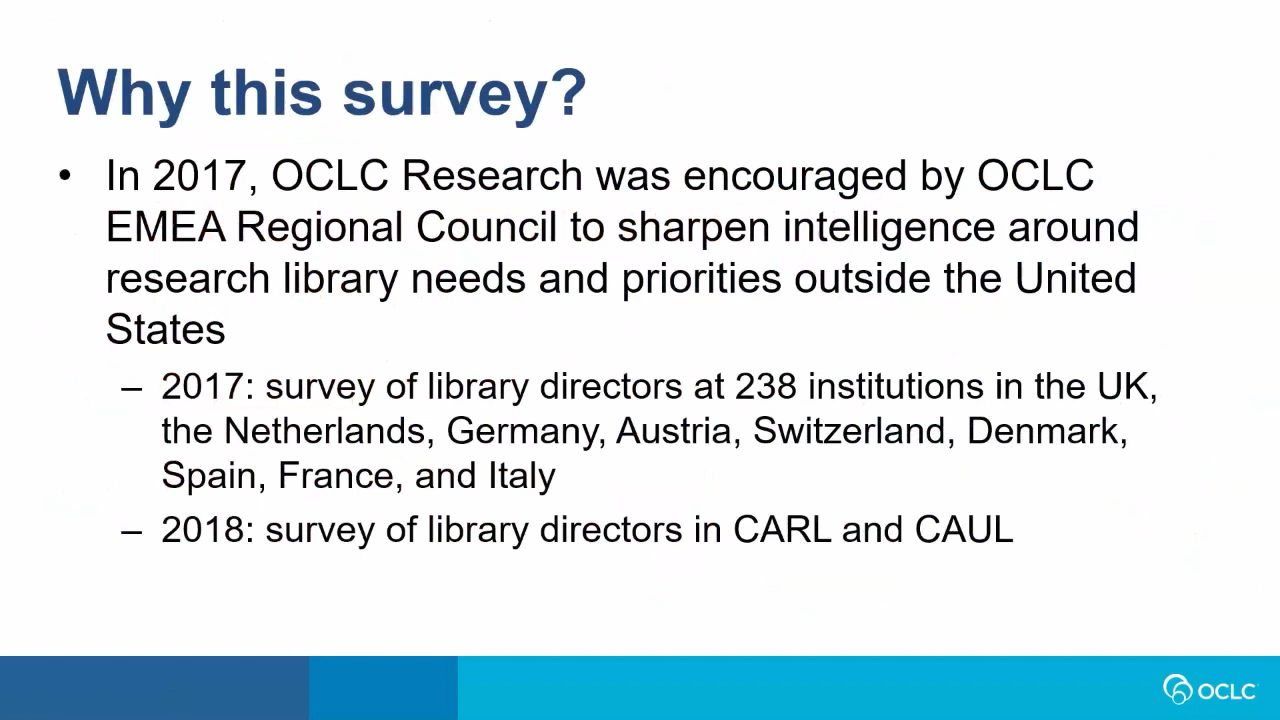 Why this survey?
• In 2017, OCLC Research was encouraged by OCLC
EMEA Regional Council to sharpen intelligence around
research library needs and priorities outside the United
States
– 2017: survey of library directors at 238 institutions in the UK,
the Netherlands, Germany, Austria, Switzerland, Denmark,
Spain, France, and Italy
– 2018: survey of library directors in CARL and CAUL
OCLC